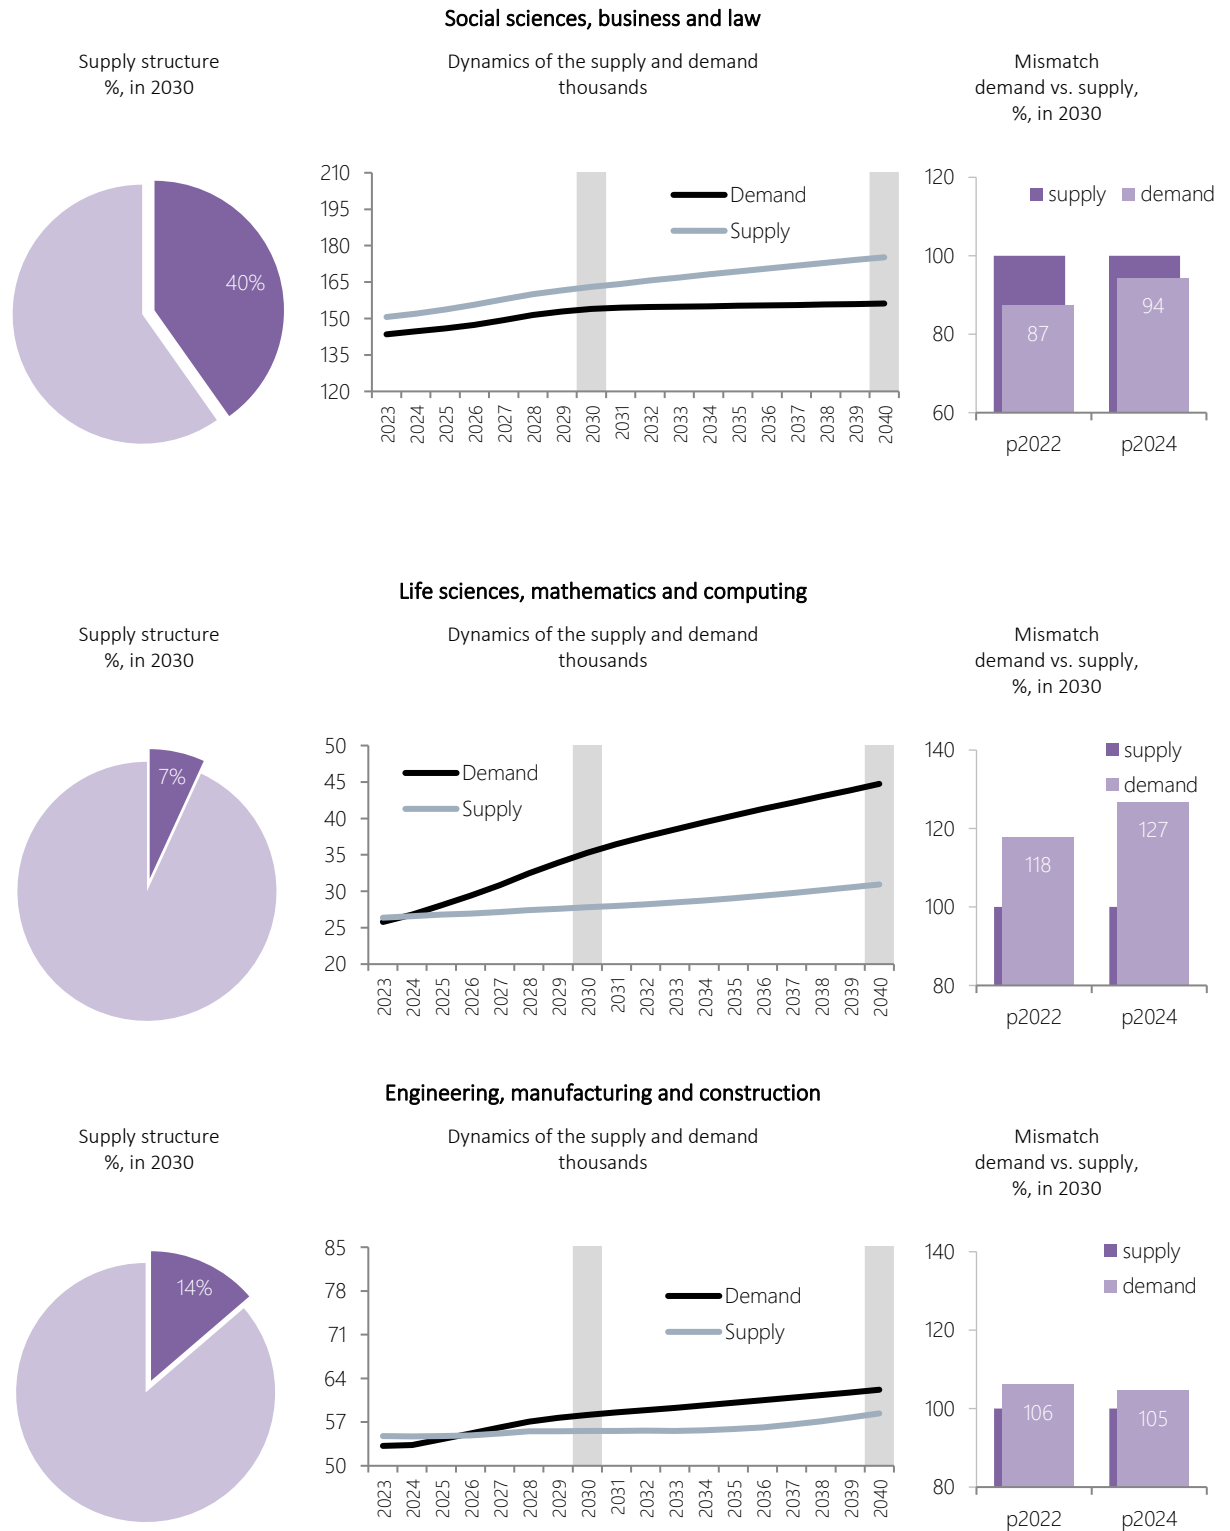 Social sciences, business and law
Supply structure
%, in 2030
Dynamics of the supply and demand
thousands
Mismatch
demand vs. supply,
%, in 2030
40%
210
195
180
165
150
135
120
Demand
Supply
2023
2024
2025
2026
2027
2028
2029
2030
2031
2032
2033
2034
2035
2036
2037
2038
2039
2040
120
100
80
60
supply
demand
87
94
p2022
p2024
Life sciences, mathematics and computing
Supply structure
%, in 2030
Dynamics of the supply and demand
thousands
Mismatch
demand vs. supply,
%, in 2030
7%
50
45
40
35
30
25
20
Demand
Supply
2023
2024
2025
2026
2027
2028
2029
2030
2031
2032
2033
2034
2035
2036
2037
2038
2039
2040
140
120
100
80
supply
demand
118
127
p2022
p2024
Engineering, manufacturing and construction
Supply structure
%, in 2030
Dynamics of the supply and demand
thousands
Mismatch
demand vs. supply,
%, in 2030
14%
85
78
71
64
57
50
Demand
Supply
2023
2024
2025
2026
2027
2028
2029
2030
2031
2032
2033
2034
2035
2036
2037
2038
2039
2040
140
120
100
80
supply
demand
106
105
p2022
p2024